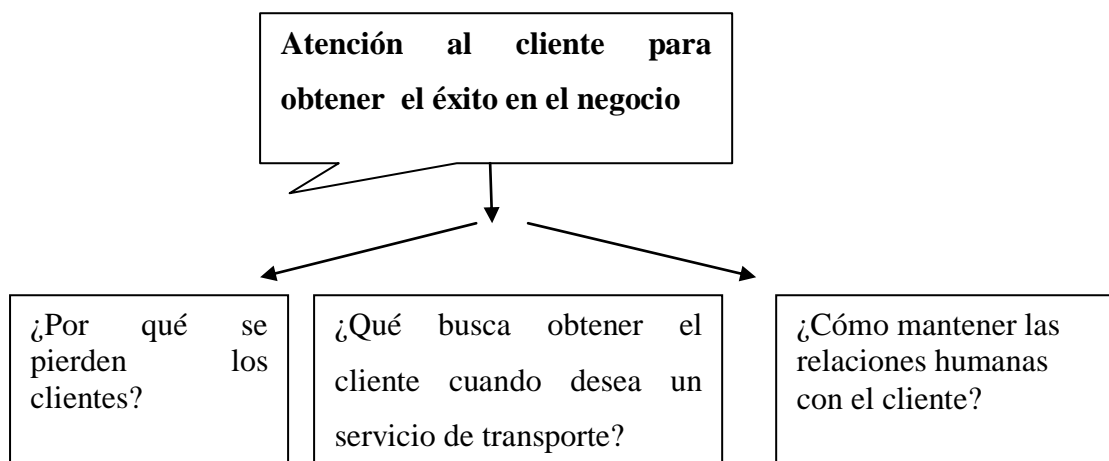 Atención al cliente para
obtener el éxito en el negocio
¿Por qué se
pierden los
clientes?
¿Qué busca obtener el
cliente cuando desea un
servicio de transporte?
¿Cómo mantener las
relaciones humanas
con el cliente?